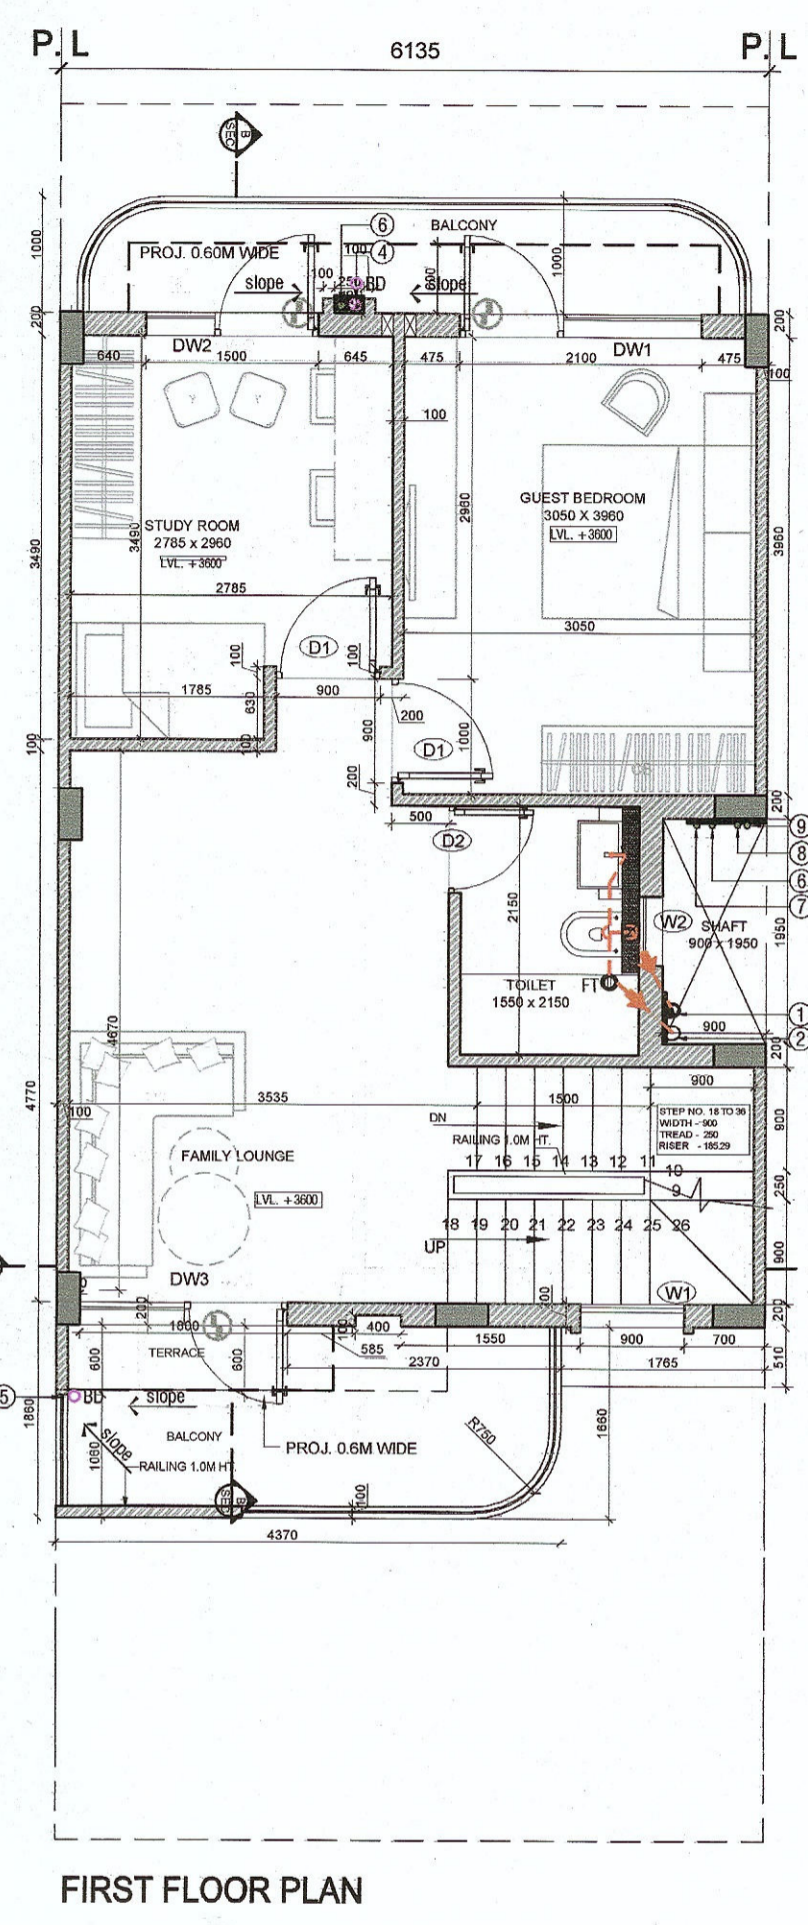 P. L
P. L
6135
B
SEC
BALCONY
PROJ. 0.60M WIDE
6
4
100
100
BD
slope
slope
600
1000
1000
200
200
DW2
DW1
640
1500
645
475
2100
475
100
100
STUDY ROOM
2785 x 2960
LVL. +3600
GUEST BEDROOM
3050 X 3960
LVL. +3600
3490
3490
2960
3960
2785
3050
D1
100
100
1785
900
630
100
100
200
900
1000
D1
200
200
500
D2
9
8
6
7
2150
W2
SHAFT
900 x 1950
1950
TOILET
1550 x 2150
FT
1
2
900
200
4670
4770
3535
100
1500
900
900
DN
RAILING 1.0M HT.
STEP NO. 18 TO 36
WIDTH - 900
TREAD - 250
RISER - 185.29
FAMILY LOUNGE
LVL. +3600
17 16 15 14 13 12 11
10
9
250
18 19 20 21 22 23 24 25 26
UP
900
DW3
W1
200
200
200
1800
100
400
1550
900
700
585
TERRACE
600
600
2370
1765
510
5
BD
slope
1860
BALCONY
slope
RAILING 1.0M HT.
1060
PROJ. 0.6M WIDE
R750
1660
B
SEC
100
4370
FIRST FLOOR PLAN